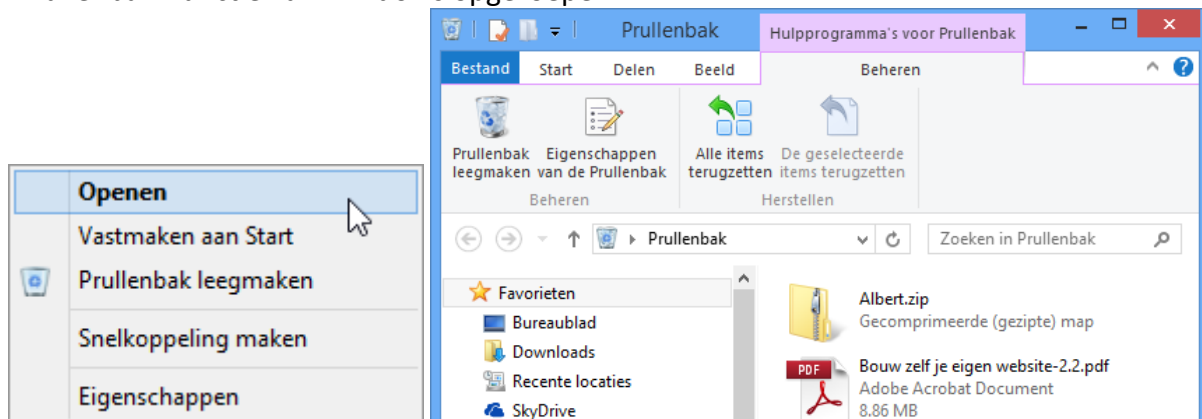 Openen
Vastmaken aan Start
Prullenbak leegmaken
Snelkoppeling maken
Eigenschappen
Prullenbak
Hulpprogramma's voor Prullenbak
Bestand Start Delen Beeld Beheren
Prullenbak leegmaken
Eigenschappen van de Prullenbak
Alle items terugzetten
De geselecteerde items terugzetten
Beheren Herstellen
Prullenbak
Zoeken in Prullenbak
Favorieten
Bureaublad
Downloads
Recente locaties
SkyDrive
Albert.zip
Gecomprimeerde (gezipte) map
PDF
Bouw zelf je eigen website-2.2.pdf
Adobe Acrobat Document
8.86 MB